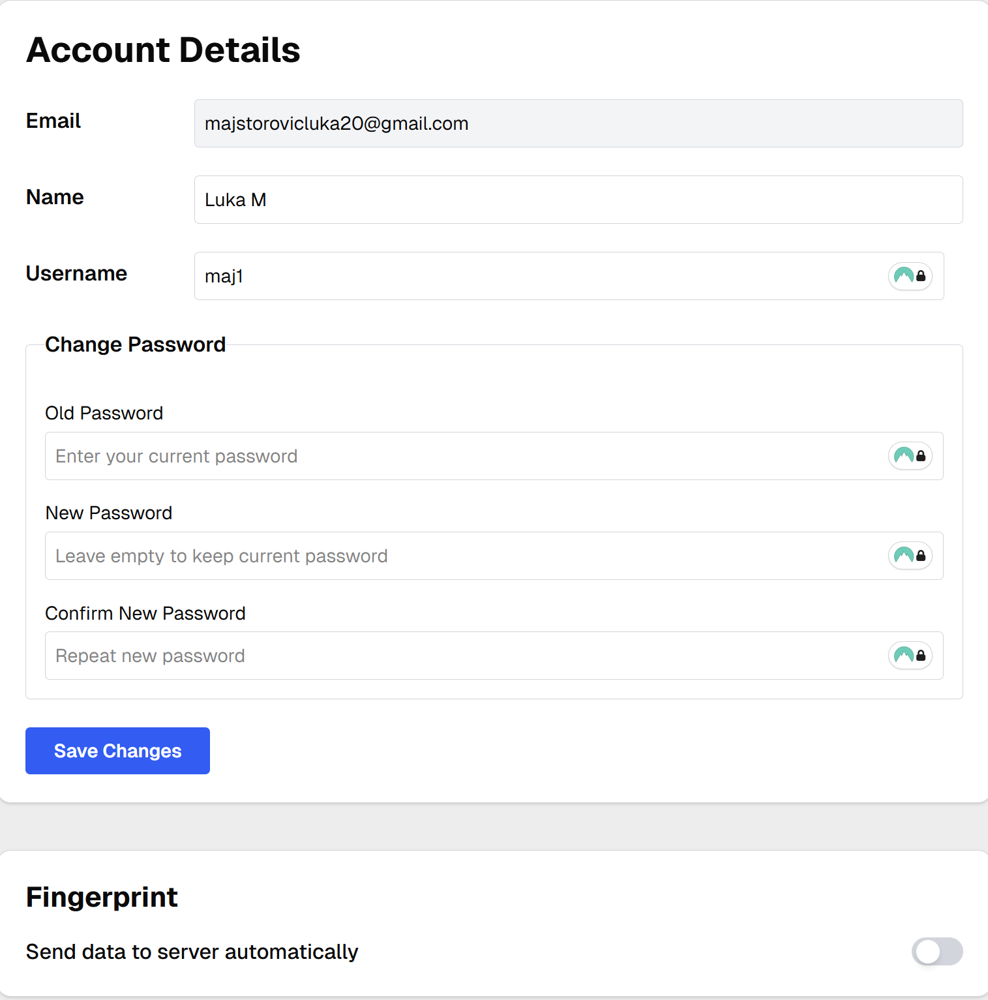 Account Details
Email
majstorovicluka20@gmail.com
Name
Luka M
Username
maj1
Change Password
Old Password
Enter your current password
New Password
Leave empty to keep current password
Confirm New Password
Repeat new password
Save Changes
Fingerprint
Send data to server automatically